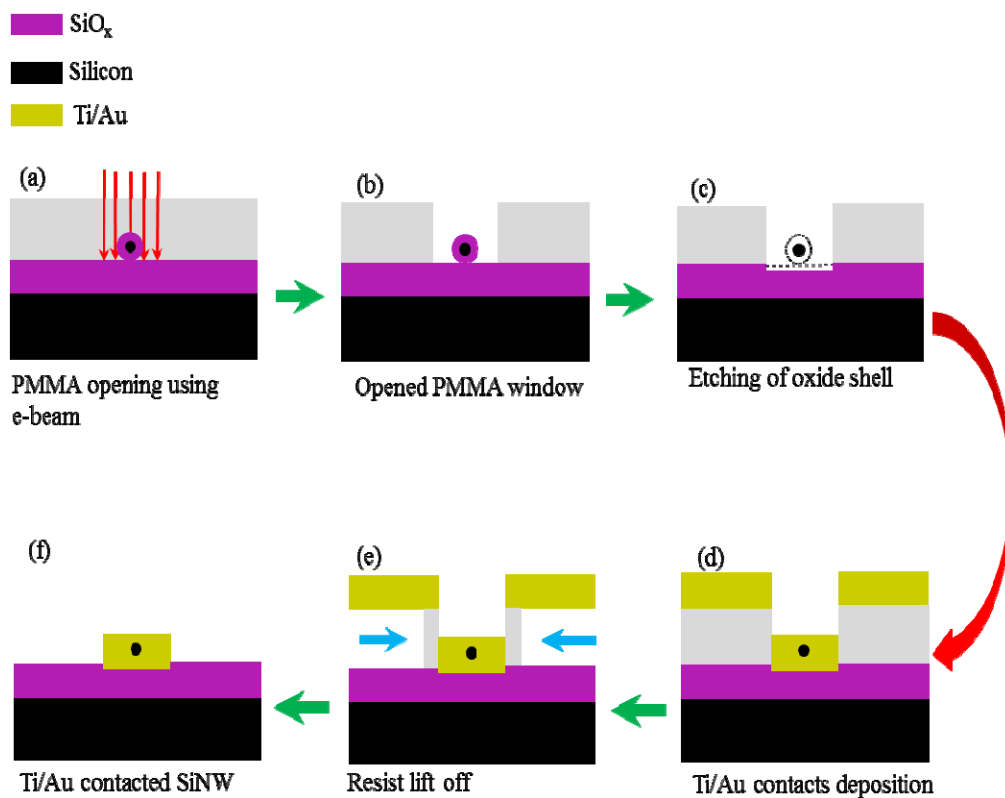 SiOₓ
Silicon
Ti/Au
(a)
PMMA opening using
e-beam
(b)
Opened PMMA window
(c)
Etching of oxide shell
(d)
Ti/Au contacts deposition
(e)
Resist lift off
(f)
Ti/Au contacted SiNW